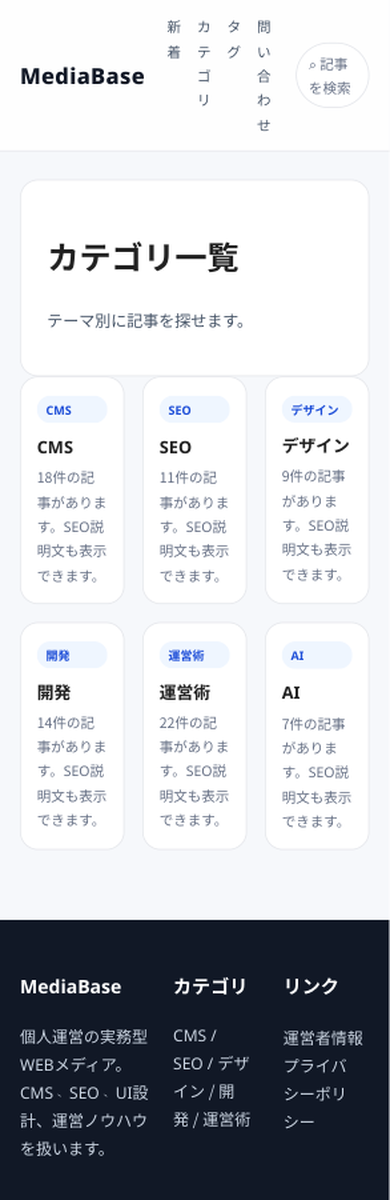 MediaBase
新着
カテゴリ
タグ
問い合わせ
⌕ 記事
を検索
カテゴリ一覧
テーマ別に記事を探せます。
CMS
CMS
18件の記
事がありま
す。SEO説
明文も表示
できます。
SEO
SEO
11件の記
事がありま
す。SEO説
明文も表示
できます。
デザイン
デザイン
9件の記事
がありま
す。SEO説
明文も表示
できます。
開発
開発
14件の記
事がありま
す。SEO説
明文も表示
できます。
運営術
運営術
22件の記
事がありま
す。SEO説
明文も表示
できます。
AI
AI
7件の記事
がありま
す。SEO説
明文も表示
できます。
MediaBase
個人運営の実務型
WEBメディア。
CMS、SEO、UI設
計、運営ノウハウ
を扱います。
カテゴリ
CMS /
SEO / デザ
イン / 開
発 / 運営術
リンク
運営者情報
プライバ
シーポリ
シー